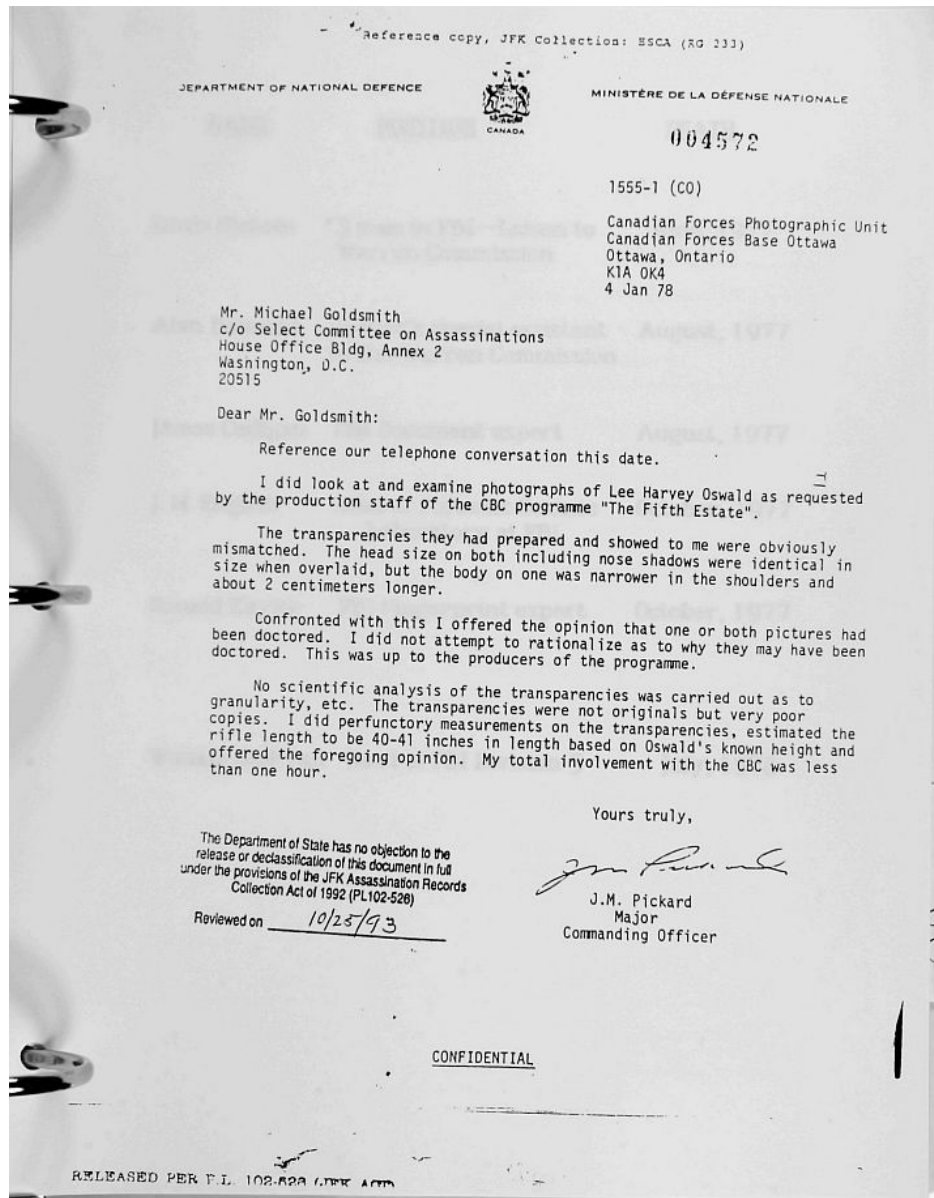 Reference copy, JFK Collection: HSCA (RG 233)
DEPARTMENT OF NATIONAL DEFENCE
CANADA
MINISTÈRE DE LA DÉFENSE NATIONALE
004572
1555-1 (CO)
Canadian Forces Photographic Unit
Canadian Forces Base Ottawa
Ottawa, Ontario
K1A 0K4
4 Jan 78
Mr. Michael Goldsmith
c/o Select Committee on Assassinations
House Office Bldg, Annex 2
Wasnington, D.C.
20515
Dear Mr. Goldsmith:
Reference our telephone conversation this date.
I did look at and examine photographs of Lee Harvey Oswald as requested
by the production staff of the CBC programme "The Fifth Estate".
The transparencies they had prepared and showed to me were obviously
mismatched. The head size on both including nose shadows were identical in
size when overlaid, but the body on one was narrower in the shoulders and
about 2 centimeters longer.
Confronted with this I offered the opinion that one or both pictures had
been doctored. I did not attempt to rationalize as to why they may have been
doctored. This was up to the producers of the programme.
No scientific analysis of the transparencies was carried out as to
granularity, etc. The transparencies were not originals but very poor
copies. I did perfunctory measurements on the transparencies, estimated the
rifle length to be 40-41 inches in length based on Oswald's known height and
offered the foregoing opinion. My total involvement with the CBC was less
than one hour.
Yours truly,
J.M. Pickard
Major
Commanding Officer
The Department of State has no objection to the
release or declassification of this document in full
under the provisions of the JFK Assassination Records
Collection Act of 1992 (PL102-526)
Reviewed on 10/25/93
CONFIDENTIAL
RELEASED PER P.L. 102-526 (JFK ACT)